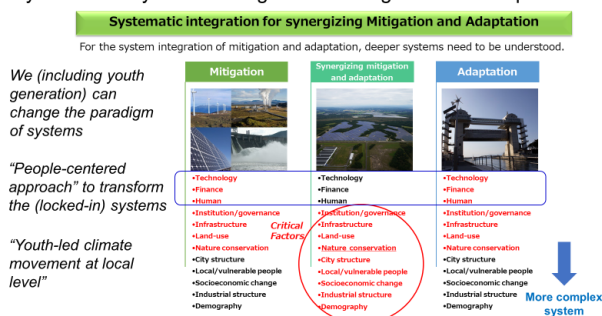 Systematic integration for synergizing Mitigation and Adaptation
For the system integration of mitigation and adaptation, deeper systems need to be understood.
We (including youth
generation) can
change the paradigm
of systems
“People-centered
approach” to transform
the (locked-in) systems
“Youth-led climate
movement at local
level”
Mitigation
•Technology
•Finance
•Human
•Institution/governance
•Infrastructure
•Land-use
•Nature conservation
•City structure
•Local/vulnerable people
•Socioeconomic change
•Industrial structure
•Demography
Critical
Factors
Synergizing mitigation
and adaptation
•Technology
•Finance
•Human
•Institution/governance
•Infrastructure
•Land-use
•Nature conservation
•City structure
•Local/vulnerable people
•Socioeconomic change
•Industrial structure
•Demography
Adaptation
•Technology
•Finance
•Human
•Institution/governance
•Infrastructure
•Land-use
•Nature conservation
•City structure
•Local/vulnerable people
•Socioeconomic change
•Industrial structure
•Demography
More complex
system